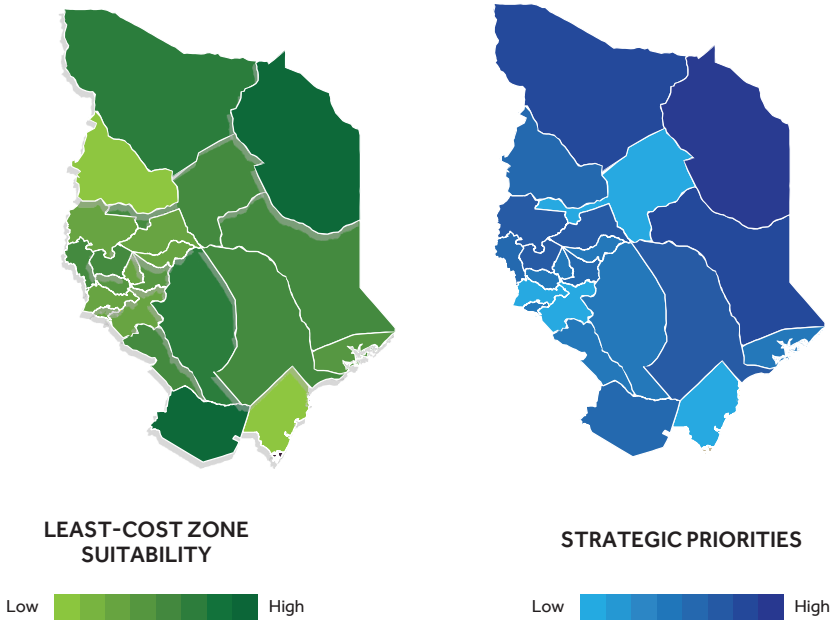 LEAST-COST ZONE
SUITABILITY
Low
High
STRATEGIC PRIORITIES
Low
High